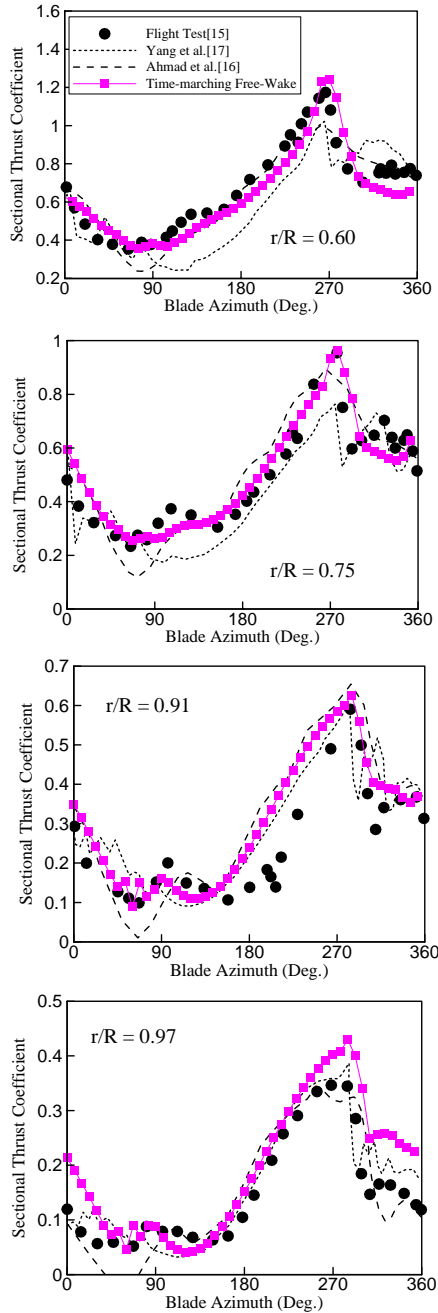 1.6
1.4
1.2
1.0
0.8
0.6
0.4
0.2
Sectional Thrust Coefficient
Flight Test[15]
Yang et al.[17]
Ahmad et al.[16]
Time-marching Free-Wake
r/R = 0.60
0 90 180 270 360
Blade Azimuth (Deg.)
1
0.8
0.6
0.4
0.2
0
Sectional Thrust Coefficient
r/R = 0.75
0 90 180 270 360
Blade Azimuth (Deg.)
0.7
0.6
0.5
0.4
0.3
0.2
0.1
0
Sectional Thrust Coefficient
r/R = 0.91
0 90 180 270 360
Blade Azimuth (Deg.)
0.5
0.4
0.3
0.2
0.1
0
Sectional Thrust Coefficient
r/R = 0.97
0 90 180 270 360
Blade Azimuth (Deg.)